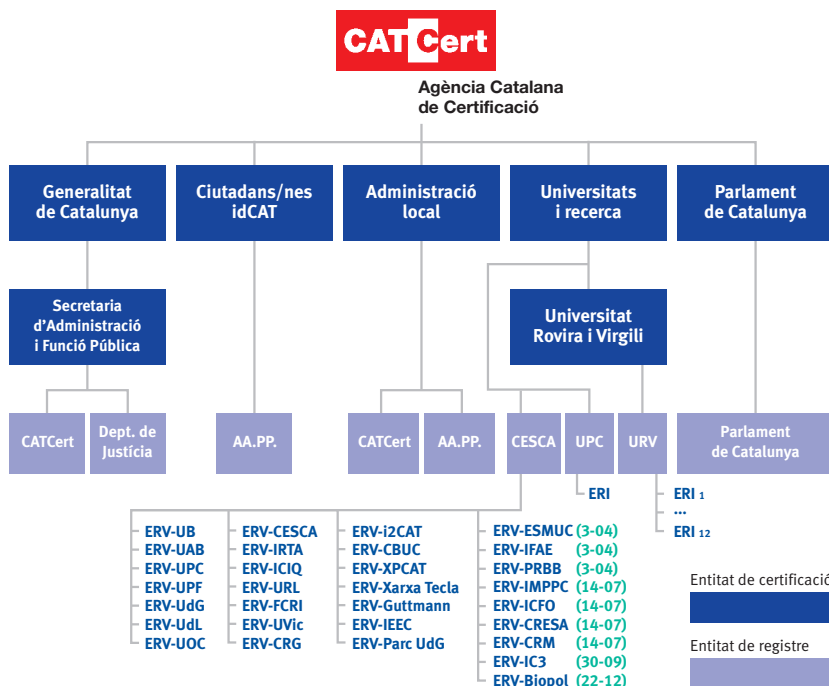 CATCert
Agència Catalana
de Certificació
Generalitat
de Catalunya
Ciutadans/nes
idCAT
Administració
local
Universitats
i recerca
Parlament
de Catalunya
Secretaria
d'Administració
i Funció Pública
Universitat
Rovira i Virgili
CATCert
Dept. de
Justícia
AA.PP.
CATCert
AA.PP.
CESCA
UPC
URV
Parlament
de Catalunya
ERI
ERI 1
...
ERI 12
ERV-UB
ERV-UAB
ERV-UPC
ERV-UPF
ERV-UdG
ERV-UdL
ERV-UOC
ERV-CESCA
ERV-IRTA
ERV-ICIQ
ERV-URL
ERV-FCRI
ERV-UVic
ERV-CRG
ERV-i2CAT
ERV-CBUC
ERV-XPCAT
ERV-Xarxa Tecla
ERV-Guttmann
ERV-IEEC
ERV-Parc UdG
ERV-ESMUC (3-04)
ERV-IFAE (3-04)
ERV-PRBB (3-04)
ERV-IMPPC (14-07)
ERV-ICFO (14-07)
ERV-CRESA (14-07)
ERV-CRM (14-07)
ERV-IC3 (30-09)
ERV-Biopol (22-12)
Entitat de certificació
Entitat de registre